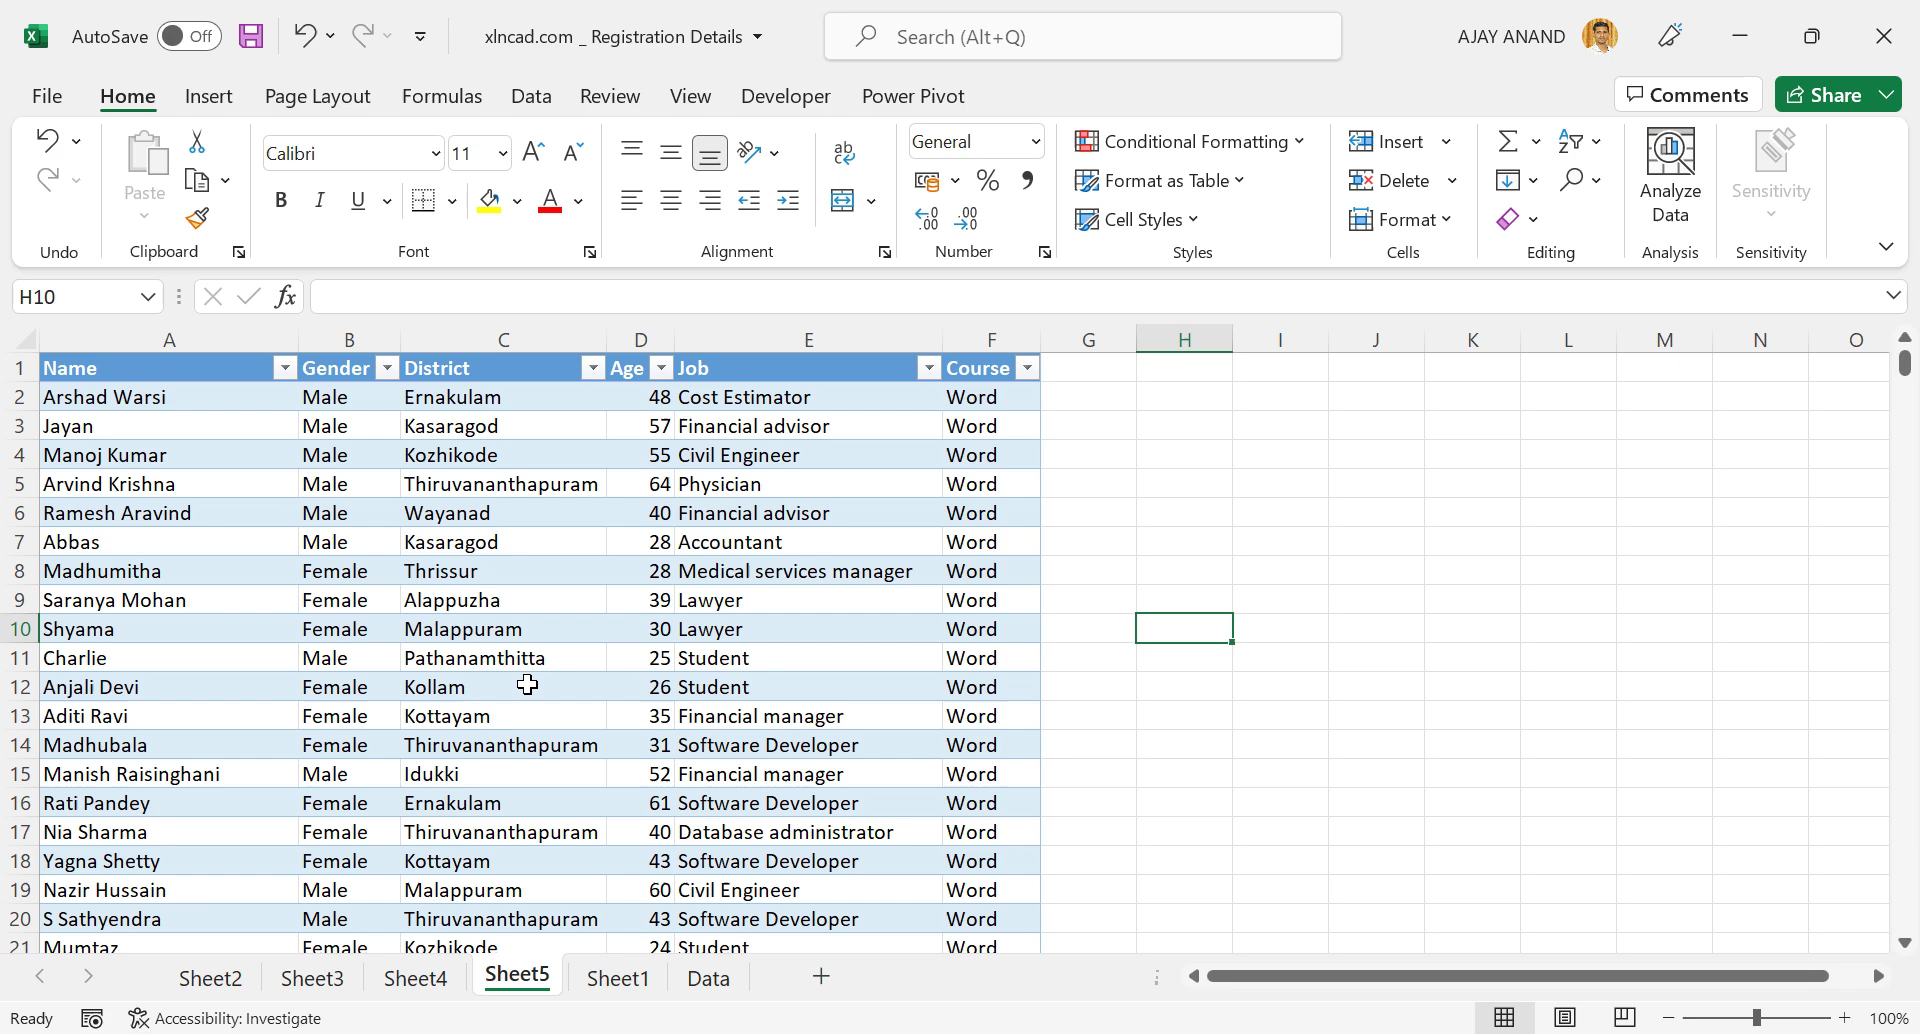 AutoSave Off xlncad.com _ Registration Details Search (Alt+Q) AJAY ANAND
File Home Insert Page Layout Formulas Data Review View Developer Power Pivot Comments Share
Paste Calibri 11 General Conditional Formatting Insert Analyze Data Sensitivity
B I U ab % Format as Table Delete
Cell Styles Format
Undo Clipboard Font Alignment Number Styles Cells Editing Analysis Sensitivity
H10 fx
A B C D E F G H I J K L M N O
1 Name Gender District Age Job Course
2 Arshad Warsi Male Ernakulam 48 Cost Estimator Word
3 Jayan Male Kasaragod 57 Financial advisor Word
4 Manoj Kumar Male Kozhikode 55 Civil Engineer Word
5 Arvind Krishna Male Thiruvananthapuram 64 Physician Word
6 Ramesh Aravind Male Wayanad 40 Financial advisor Word
7 Abbas Male Kasaragod 28 Accountant Word
8 Madhumitha Female Thrissur 28 Medical services manager Word
9 Saranya Mohan Female Alappuzha 39 Lawyer Word
10 Shyama Female Malappuram 30 Lawyer Word
11 Charlie Male Pathanamthitta 25 Student Word
12 Anjali Devi Female Kollam 26 Student Word
13 Aditi Ravi Female Kottayam 35 Financial manager Word
14 Madhubala Female Thiruvananthapuram 31 Software Developer Word
15 Manish Raisinghani Male Idukki 52 Financial manager Word
16 Rati Pandey Female Ernakulam 61 Software Developer Word
17 Nia Sharma Female Thiruvananthapuram 40 Database administrator Word
18 Yagna Shetty Female Kottayam 43 Software Developer Word
19 Nazir Hussain Male Malappuram 60 Civil Engineer Word
20 S Sathyendra Male Thiruvananthapuram 43 Software Developer Word
21 Mumtaz Female Kozhikode 24 Student Word
Sheet2 Sheet3 Sheet4 Sheet5 Sheet1 Data
Ready Accessibility: Investigate 100%